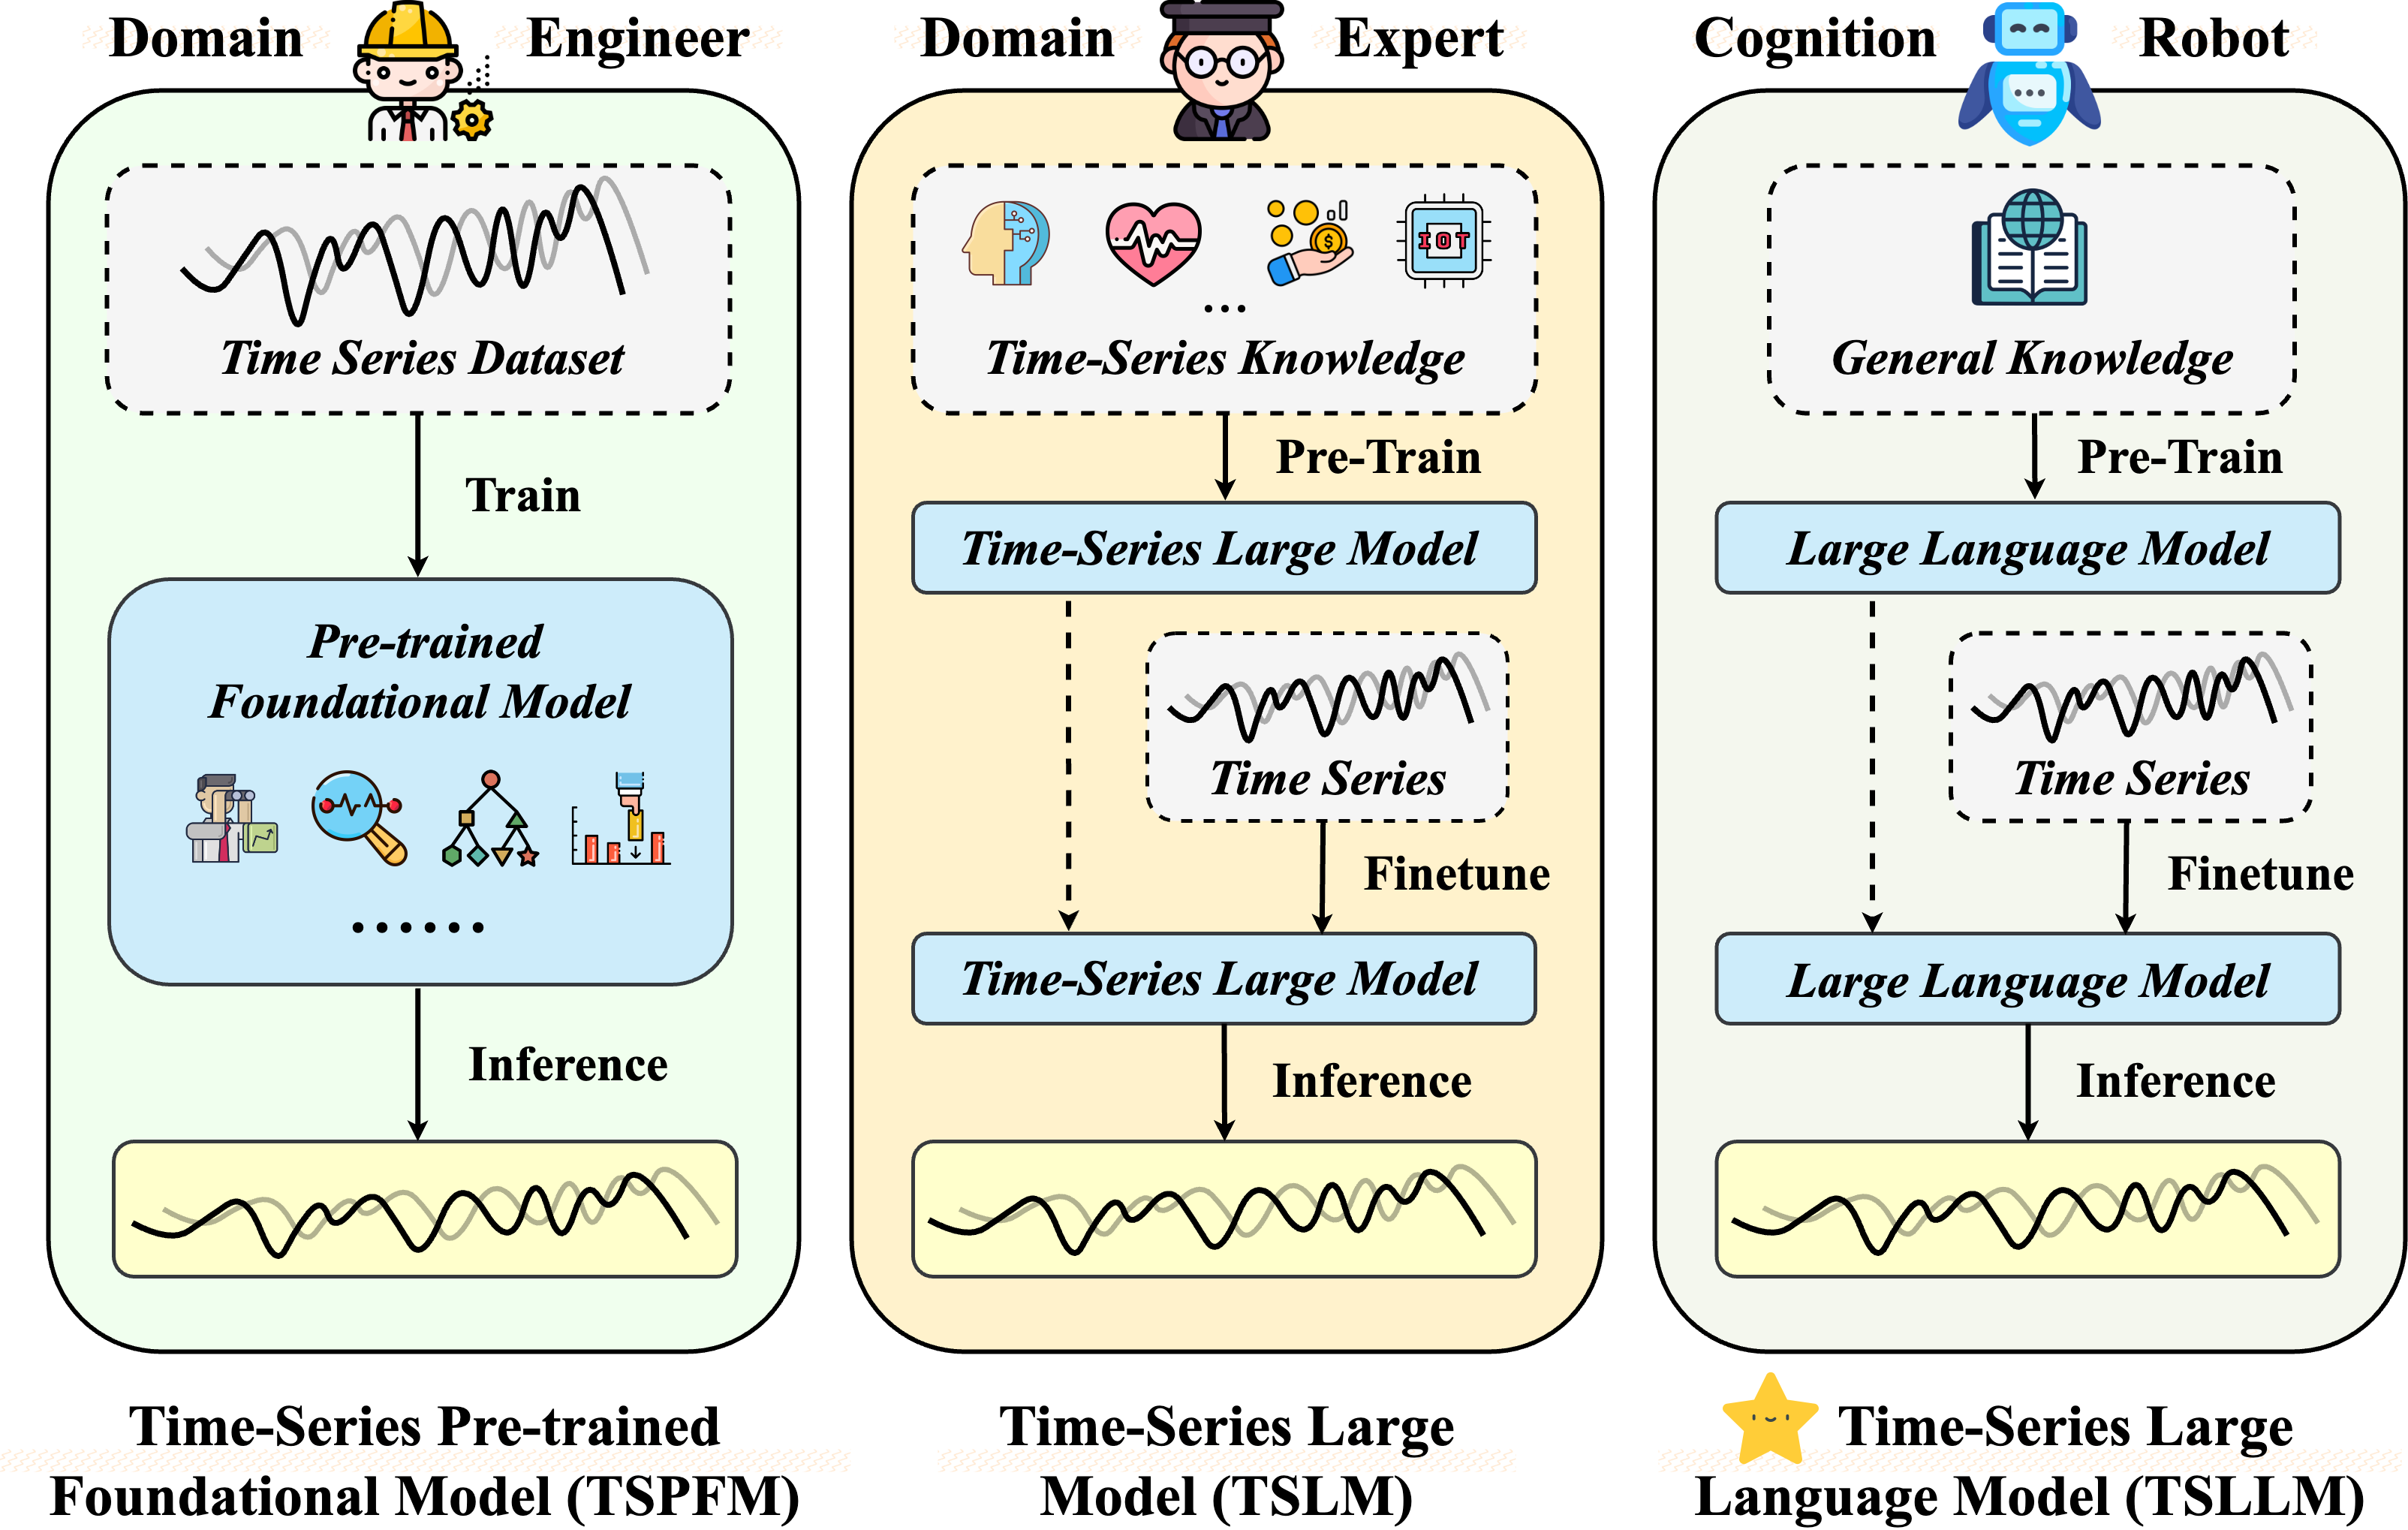 Domain Engineer
Time Series Dataset
Train
Pre-trained
Foundational Model
......
Inference
Time-Series Pre-trained
Foundational Model (TSPFM)
Domain Expert
$
IOT
...
Time-Series Knowledge
Pre-Train
Time-Series Large Model
Time Series
Finetune
Time-Series Large Model
Inference
Time-Series Large
Model (TSLM)
Cognition Robot
General Knowledge
Pre-Train
Large Language Model
Time Series
Finetune
Large Language Model
Inference
Time-Series Large
Language Model (TSLLM)